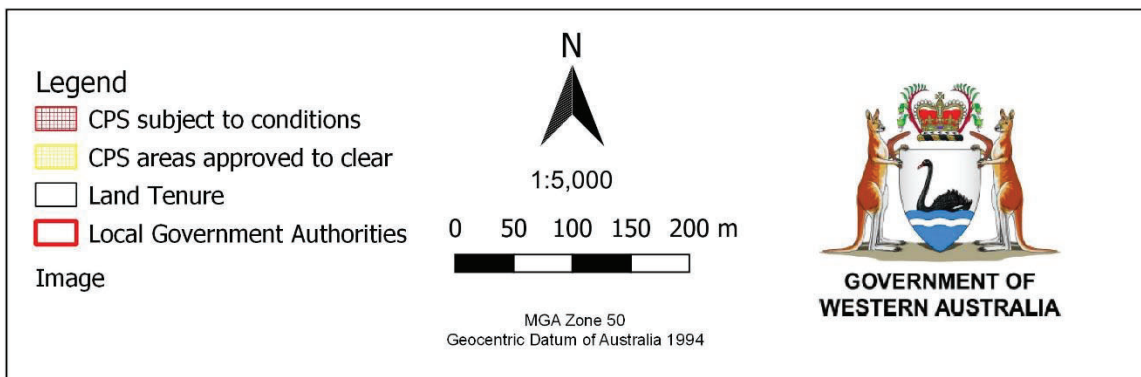 Legend
CPS subject to conditions
CPS areas approved to clear
Land Tenure
Local Government Authorities
Image
N
1:5,000
0 50 100 150 200 m
MGA Zone 50
Geocentric Datum of Australia 1994
GOVERNMENT OF
WESTERN AUSTRALIA